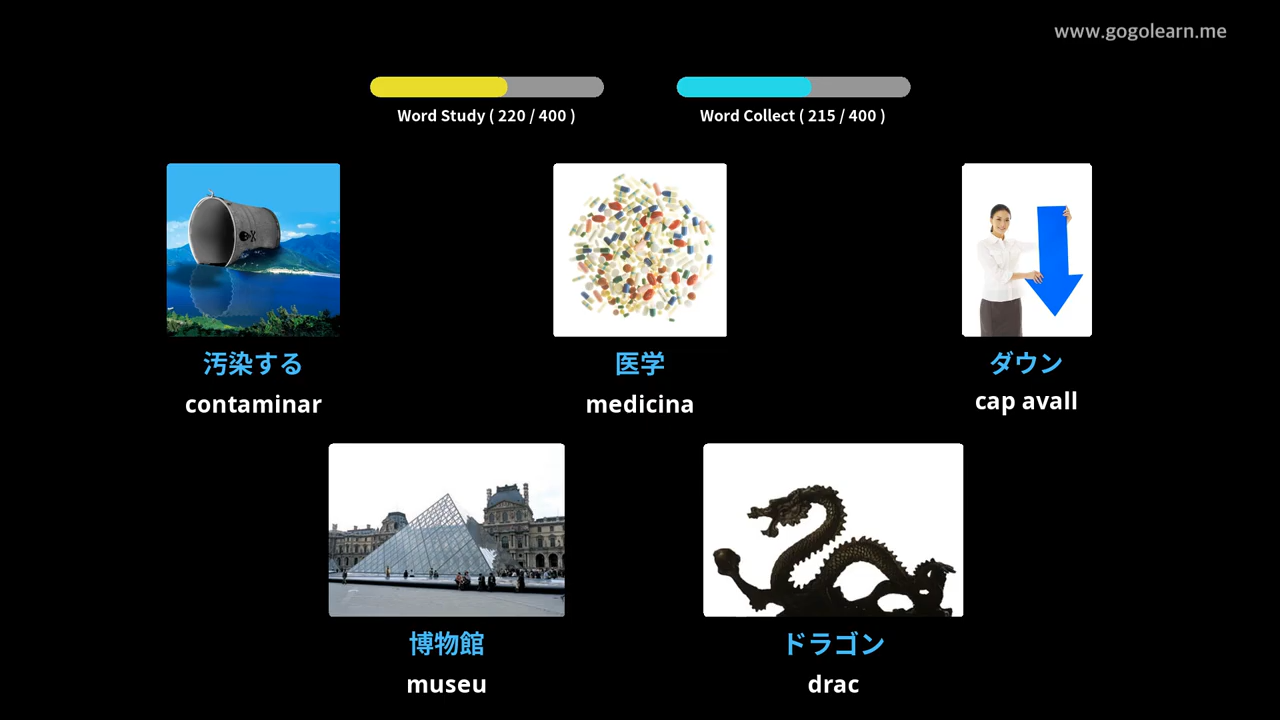 www.gogolearn.me
Word Study ( 220 / 400 )
Word Collect ( 215 / 400 )
汚染する
contaminar
医学
medicina
ダウン
cap avall
博物館
museu
ドラゴン
drac